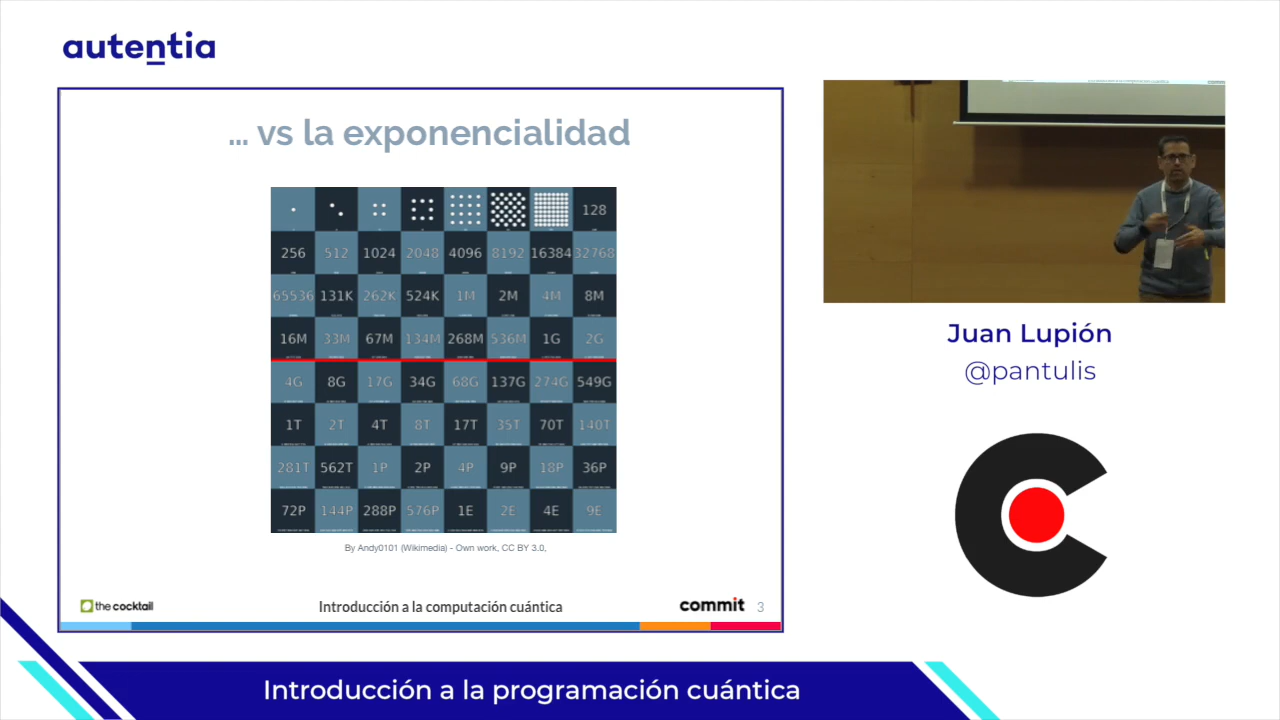 autentia
... vs la exponencialidad
128
256 512 1024 2048 4096 8192 16384 32768
65536 131K 262K 524K 1M 2M 4M 8M
16M 33M 67M 134M 268M 536M 1G 2G
4G 8G 17G 34G 68G 137G 274G 549G
1T 2T 4T 8T 17T 35T 70T 140T
281T 562T 1P 2P 4P 9P 18P 36P
72P 144P 288P 576P 1E 2E 4E 9E
By Andy0101 (Wikimedia) - Own work, CC BY 3.0,
the cocktail
Introducción a la computación cuántica
commit 3
Juan Lupión
@pantulis
Introducción a la programación cuántica